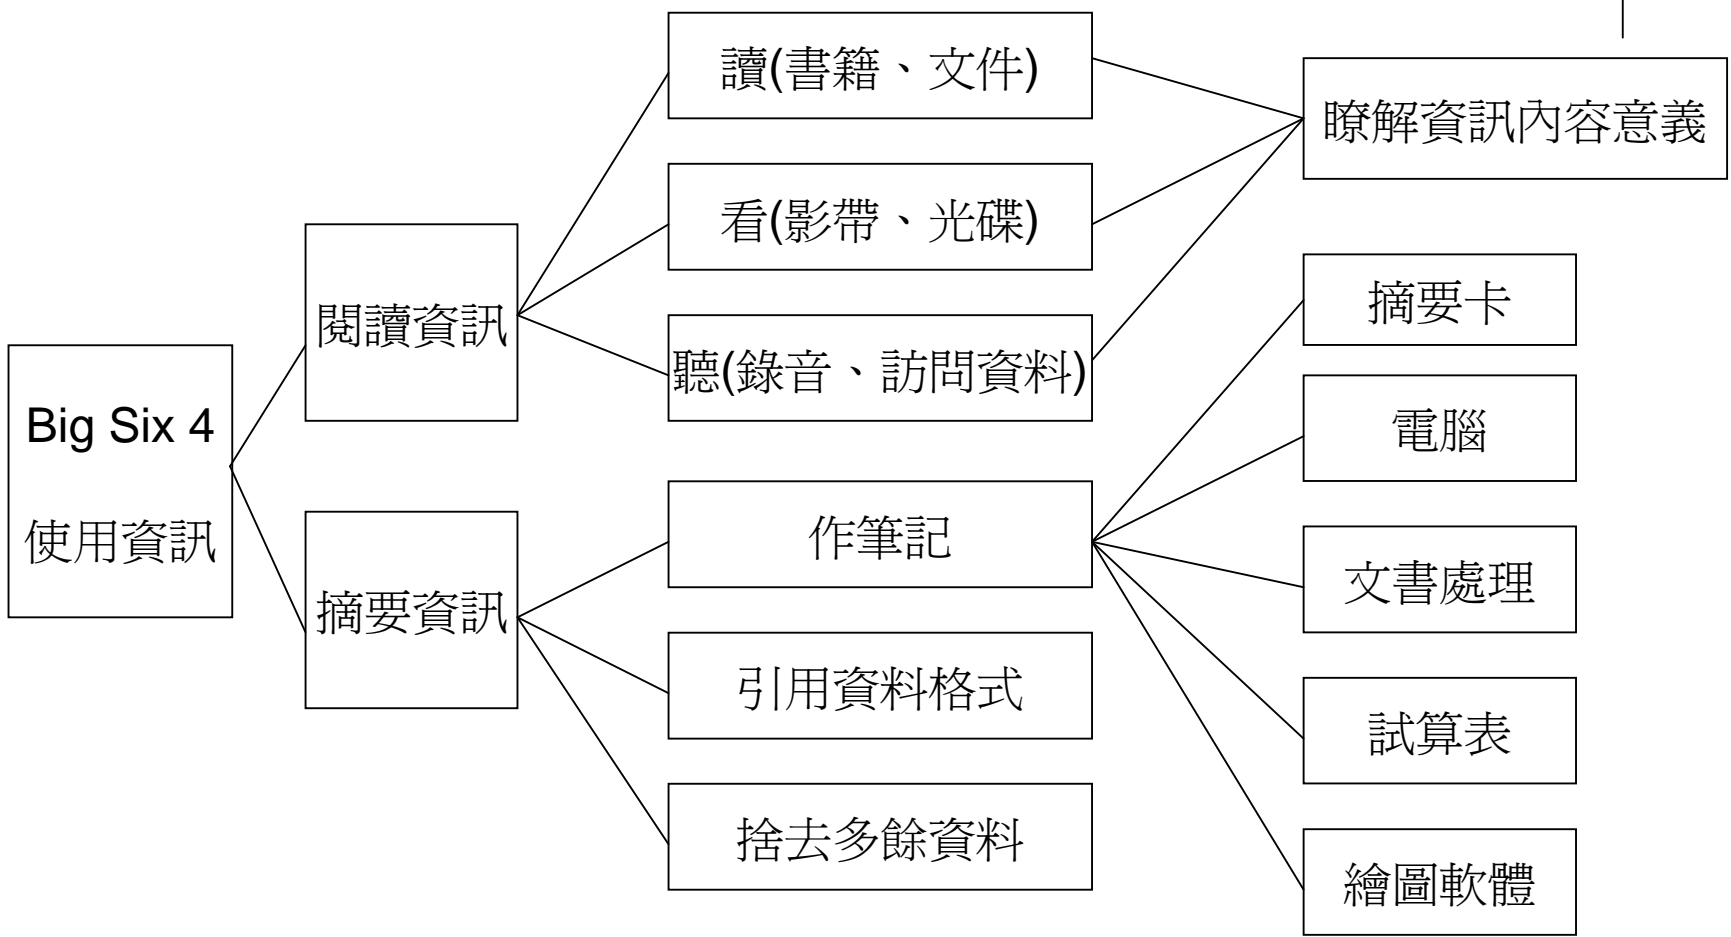 Big Six 4
使用資訊
閱讀資訊
摘要資訊
讀(書籍、文件)
看(影帶、光碟)
聽(錄音、訪問資料)
作筆記
引用資料格式
捨去多餘資料
瞭解資訊內容意義
摘要卡
電腦
文書處理
試算表
繪圖軟體